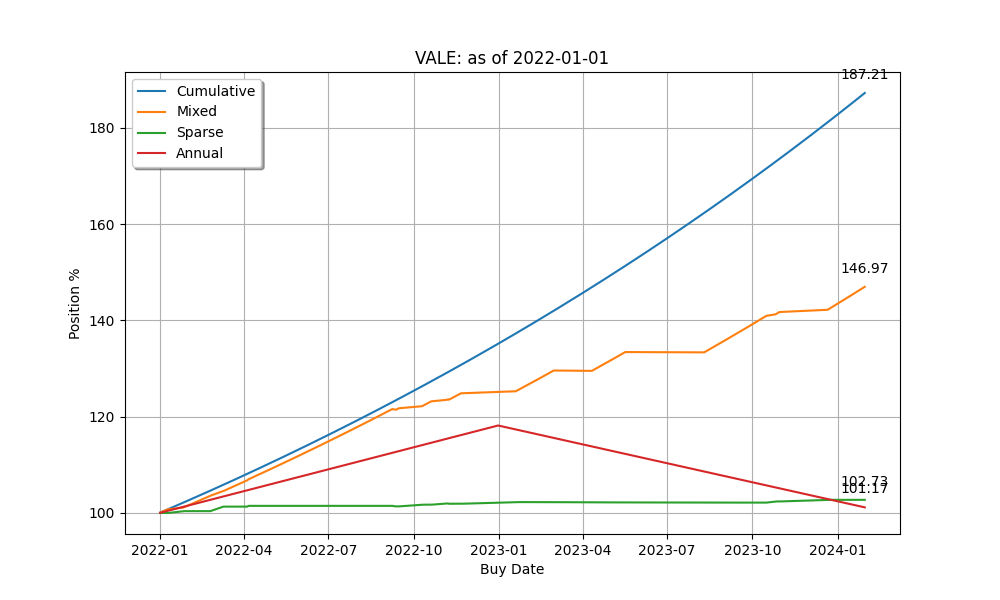 VALE: as of 2022-01-01
187.21
Cumulative
Mixed
Sparse
Annual
180
160
146.97
140
120
102.73
101.17
100
Position %
2022-01 2022-04 2022-07 2022-10 2023-01 2023-04 2023-07 2023-10 2024-01
Buy Date